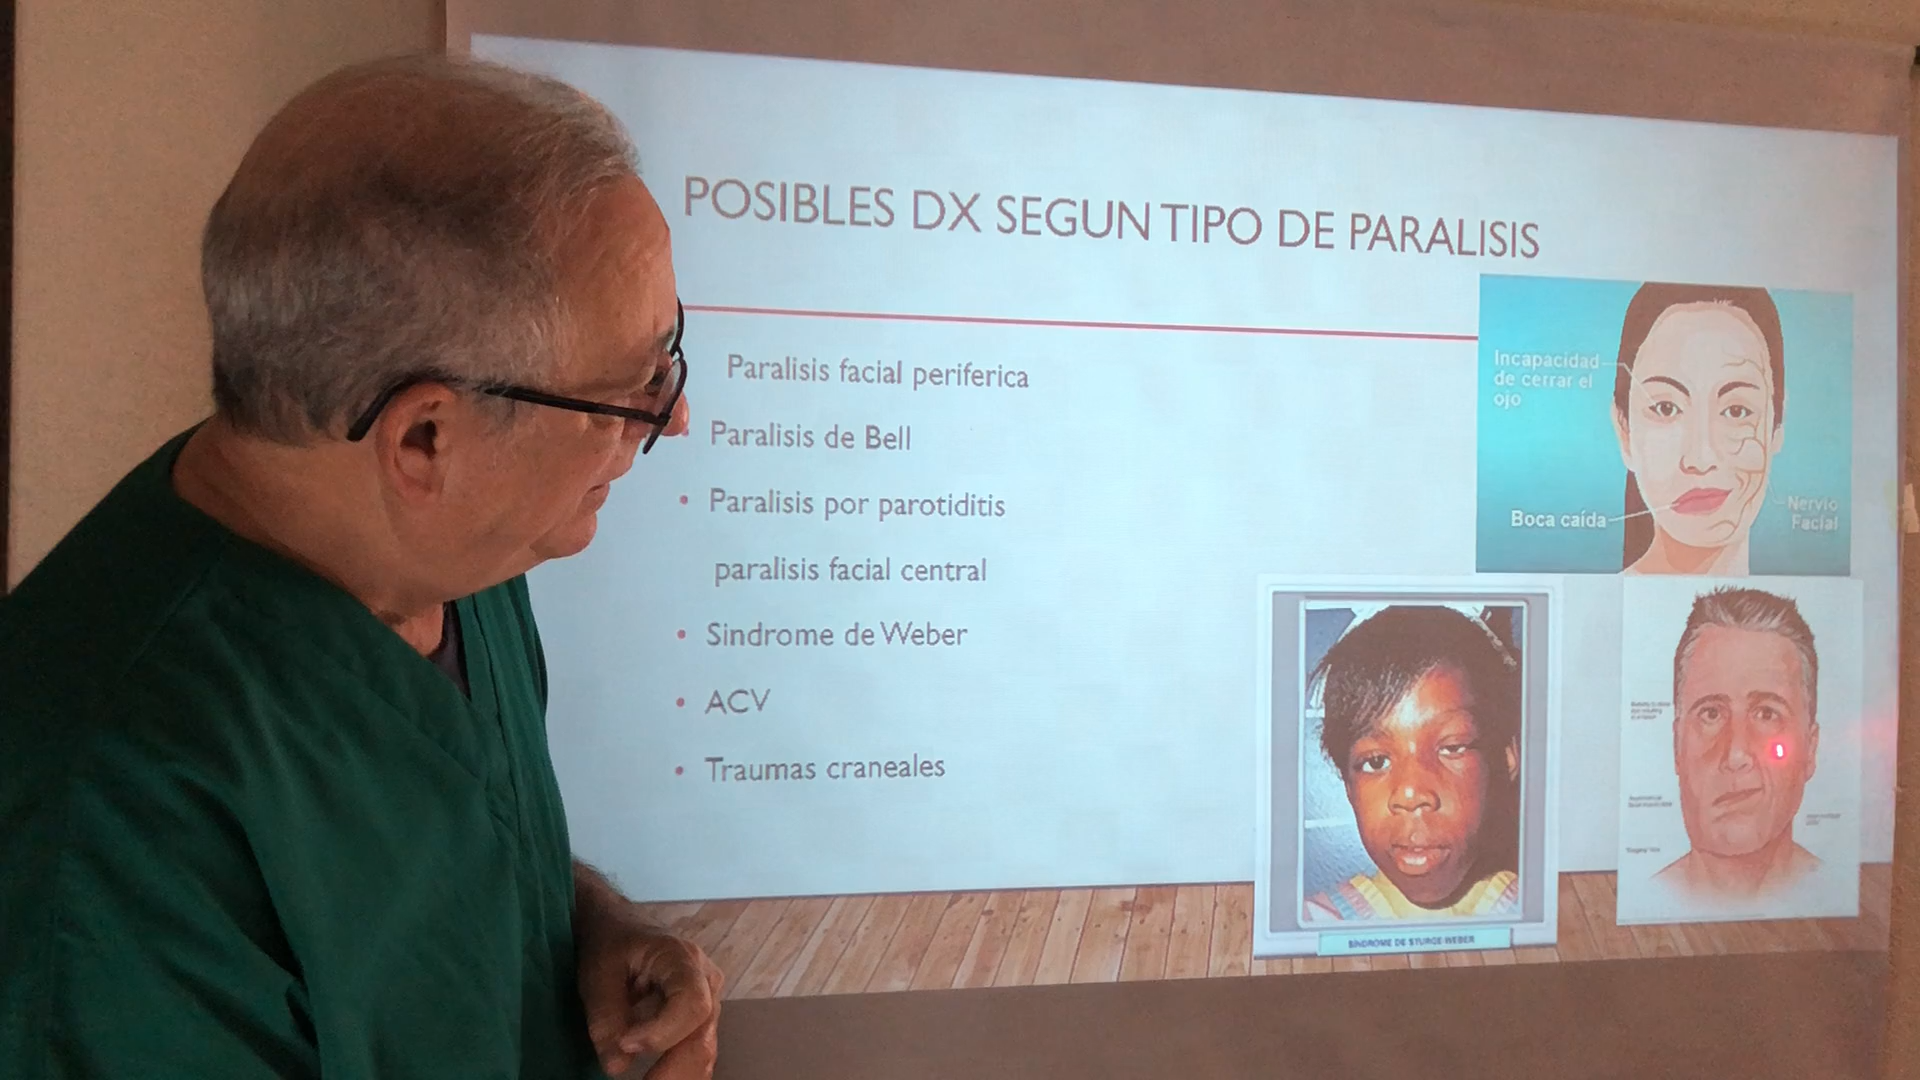 POSIBLES DX SEGUN TIPO DE PARALISIS
Paralisis facial periferica
• Paralisis de Bell
• Paralisis por parotiditis
paralisis facial central
• Sindrome de Weber
• ACV
• Traumas craneales
Incapacidad
de cerrar el
ojo
Boca caída
Nervio
Facial
SÍNDROME DE STURGE-WEBER